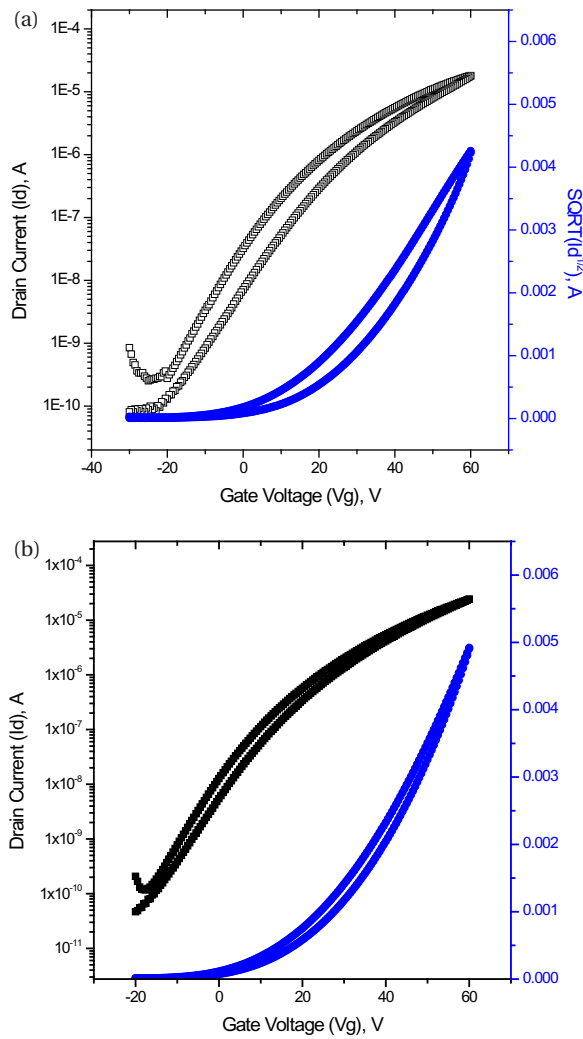 (a)
1E-4
1E-5
1E-6
1E-7
1E-8
1E-9
1E-10
Drain Current (Id), A
0.006
0.005
0.004
0.003
0.002
0.001
0.000
SQRT(Id^1/2), A
-40 -20 0 20 40 60
Gate Voltage (Vg), V
(b)
1x10^-4
1x10^-5
1x10^-6
1x10^-7
1x10^-8
1x10^-9
1x10^-10
10^-11
Drain Current (Id), A
0.006
0.005
0.004
0.003
0.002
0.001
0.000
-20 0 20 40 60
Gate Voltage (Vg), V